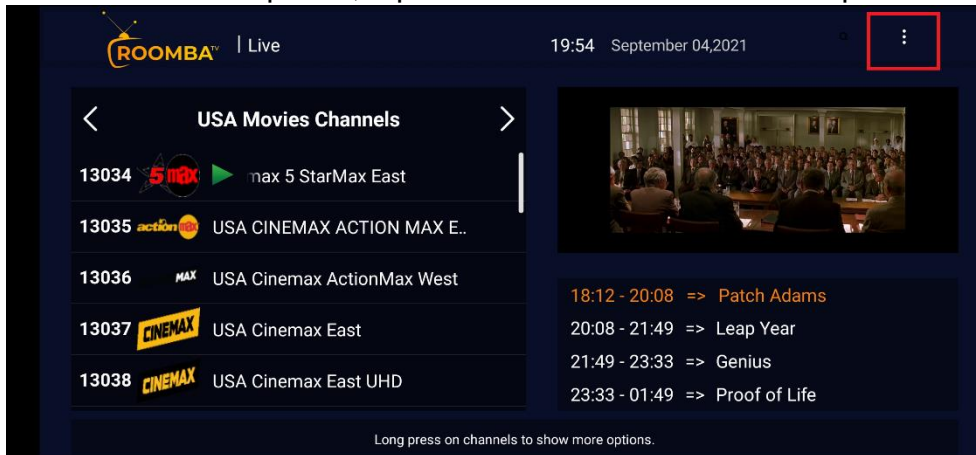 ROOMBA TV | Live
19:54 September 04,2021
USA Movies Channels
13034 5 max max 5 StarMax East
13035 action max USA CINEMAX ACTION MAX E..
13036 MAX USA Cinemax ActionMax West
13037 CINEMAX USA Cinemax East
13038 CINEMAX USA Cinemax East UHD
18:12 - 20:08 => Patch Adams
20:08 - 21:49 => Leap Year
21:49 - 23:33 => Genius
23:33 - 01:49 => Proof of Life
Long press on channels to show more options.